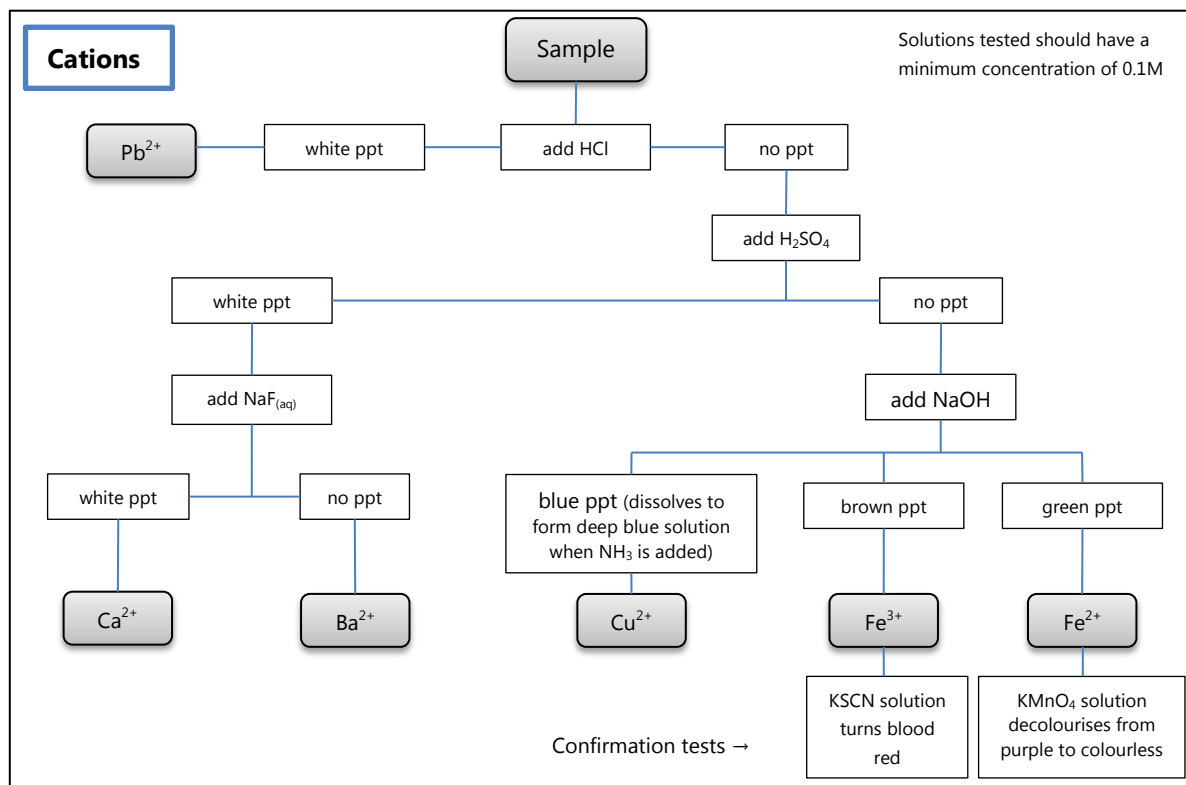 Cations
Sample
Solutions tested should have a
minimum concentration of 0.1M
Pb²⁺
white ppt
add HCl
no ppt
add H₂SO₄
white ppt
no ppt
add NaF₍aq₎
add NaOH
white ppt
no ppt
blue ppt (dissolves to
form deep blue solution
when NH₃ is added)
brown ppt
green ppt
Ca²⁺
Ba²⁺
Cu²⁺
Fe³⁺
Fe²⁺
Confirmation tests →
KSCN solution
turns blood
red
KMnO₄ solution
decolourises from
purple to colourless